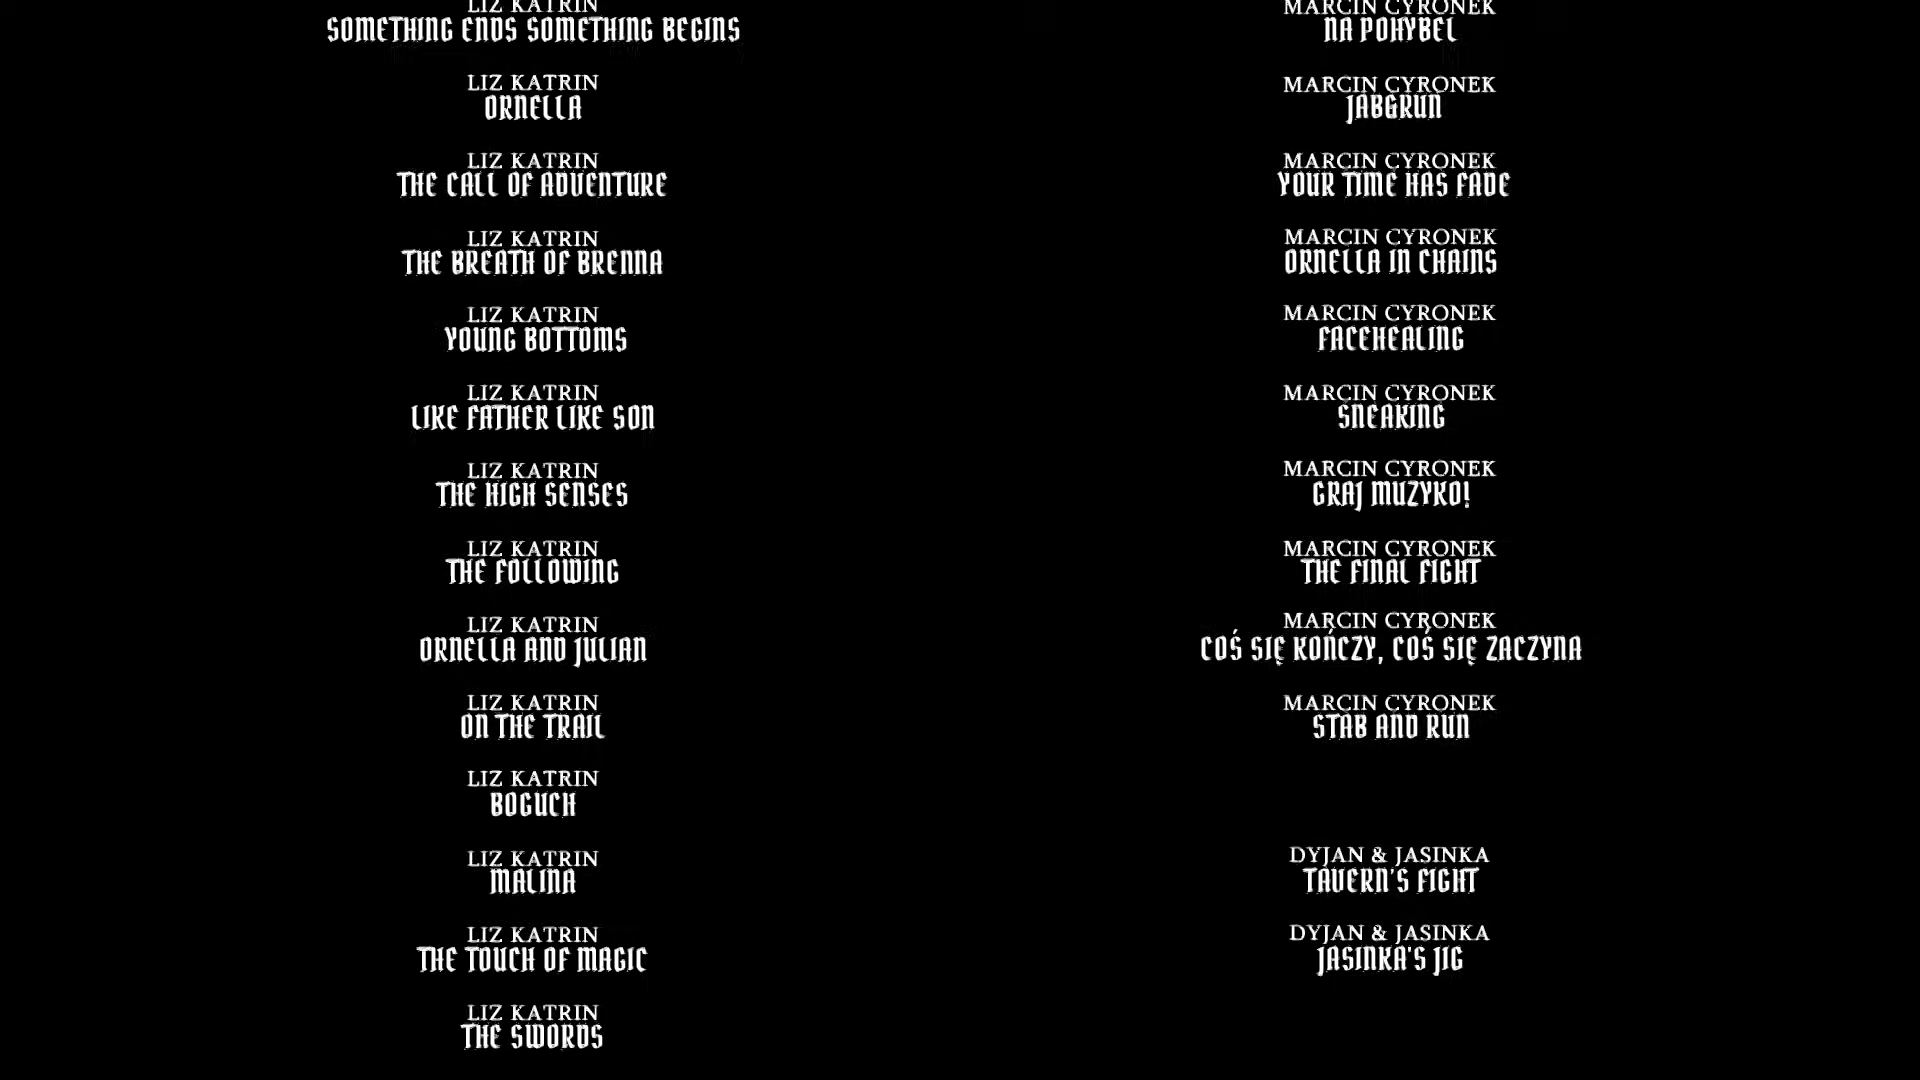 LIZ KATRIN
SOMETHING ENDS SOMETHING BEGINS
LIZ KATRIN
ORNELLA
LIZ KATRIN
THE CALL OF ADVENTURE
LIZ KATRIN
THE BREATH OF BRENNA
LIZ KATRIN
YOUNG BOTTOMS
LIZ KATRIN
LIKE FATHER LIKE SON
LIZ KATRIN
THE HIGH SENSES
LIZ KATRIN
THE FOLLOWING
LIZ KATRIN
ORNELLA AND JULIAN
LIZ KATRIN
ON THE TRAIL
LIZ KATRIN
BOGUCH
LIZ KATRIN
MALINA
LIZ KATRIN
THE TOUCH OF MAGIC
LIZ KATRIN
THE SWORDS
MARCIN CYRONEK
NA POHYBEL
MARCIN CYRONEK
JAB&RUN
MARCIN CYRONEK
YOUR TIME HAS FADE
MARCIN CYRONEK
ORNELLA IN CHAINS
MARCIN CYRONEK
FACEHEALING
MARCIN CYRONEK
SNEAKING
MARCIN CYRONEK
GRAJ MUZYKO!
MARCIN CYRONEK
THE FINAL FIGHT
MARCIN CYRONEK
COŚ SIĘ KOŃCZY, COŚ SIĘ ZACZYNA
MARCIN CYRONEK
STAB AND RUN
DYJAN & JASINKA
TAVERN'S FIGHT
DYJAN & JASINKA
JASINKA'S JIG